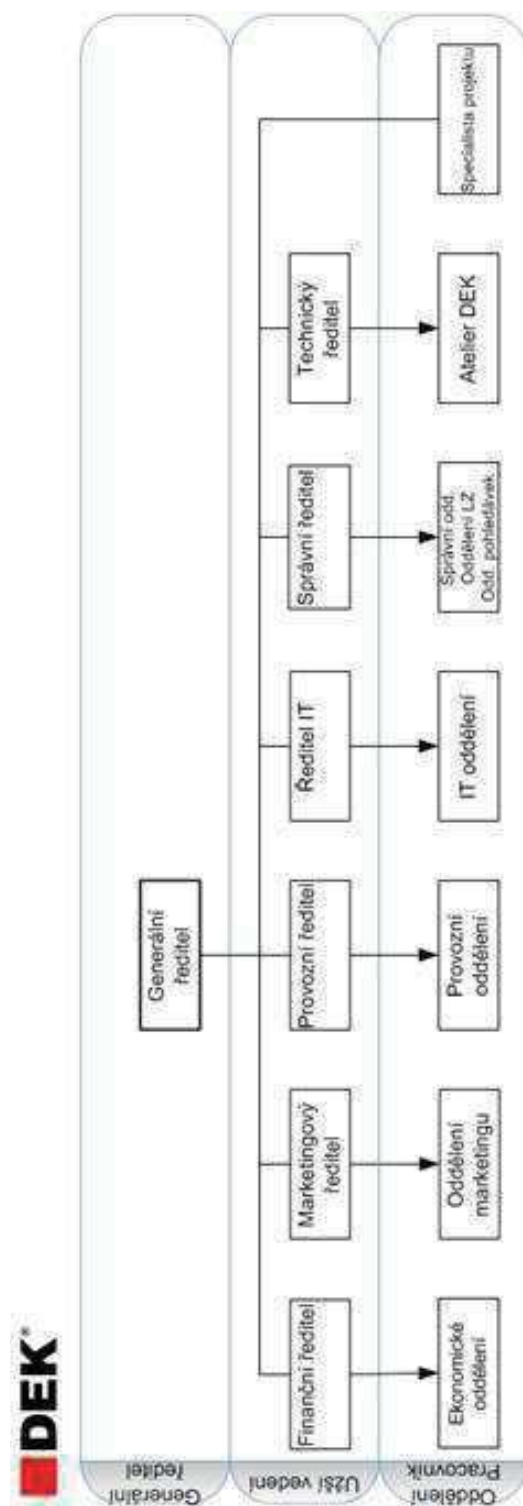 DEK®
Generální
ředitel
Generální
ředitel
Užší vedení
Finanční ředitel
Marketingový
ředitel
Provozní ředitel
Ředitel IT
Správní ředitel
Technický
ředitel
Oddělení
Pracovník
Ekonomické
oddělení
Oddělení
marketingu
Provozní
oddělení
IT oddělení
Správní odd.
Oddělení LZ
Odd. pohledávek
Atelier DEK
Specialista projektu